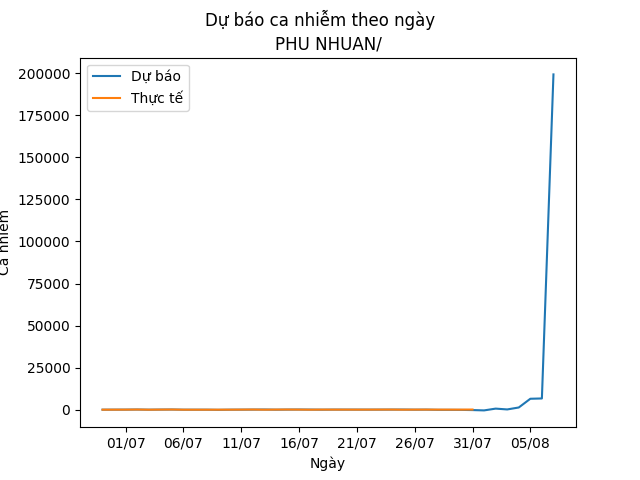 Dự báo ca nhiễm theo ngày
PHU NHUAN/
Dự báo
Thực tế
200000
175000
150000
125000
100000
75000
50000
25000
0
Ca nhiễm
01/07 06/07 11/07 16/07 21/07 26/07 31/07 05/08
Ngày